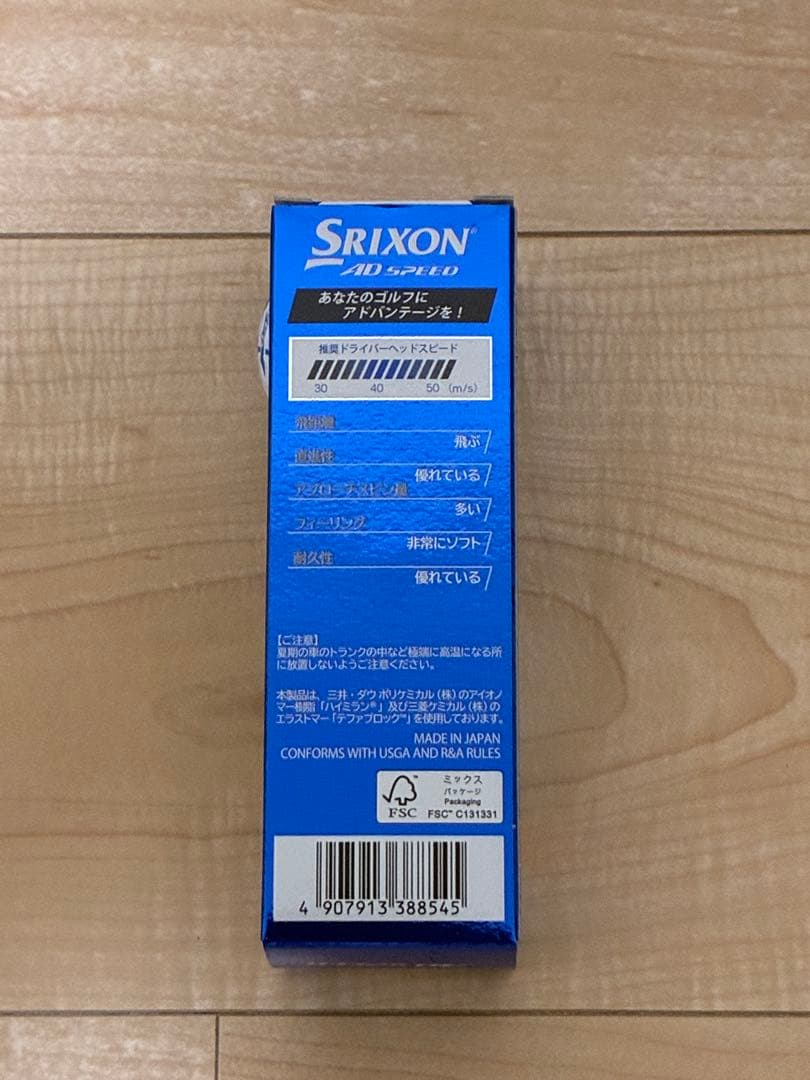 SRIXON®
AD SPEED
あなたのゴルフに
アドバンテージを!
推奨ドライバーヘッドスピード
30 40 50 (m/s)
飛距離
飛ぶ
直進性
優れている
アプローチスピン量
多い
フィーリング
非常にソフト
耐久性
優れている
【ご注意】
夏期の車のトランクの中など極端に高温になる所
に放置しないようご注意ください。
本製品は、三井・ダウ ポリケミカル(株)のアイオノ
マー樹脂「ハイミラン®」及び三菱ケミカル(株)の
エラストマー「テファブロック™」を使用しております。
MADE IN JAPAN
CONFORMS WITH USGA AND R&A RULES
FSC
ミックス
パッケージ
Packaging
FSC™ C131331
4 907913 388545